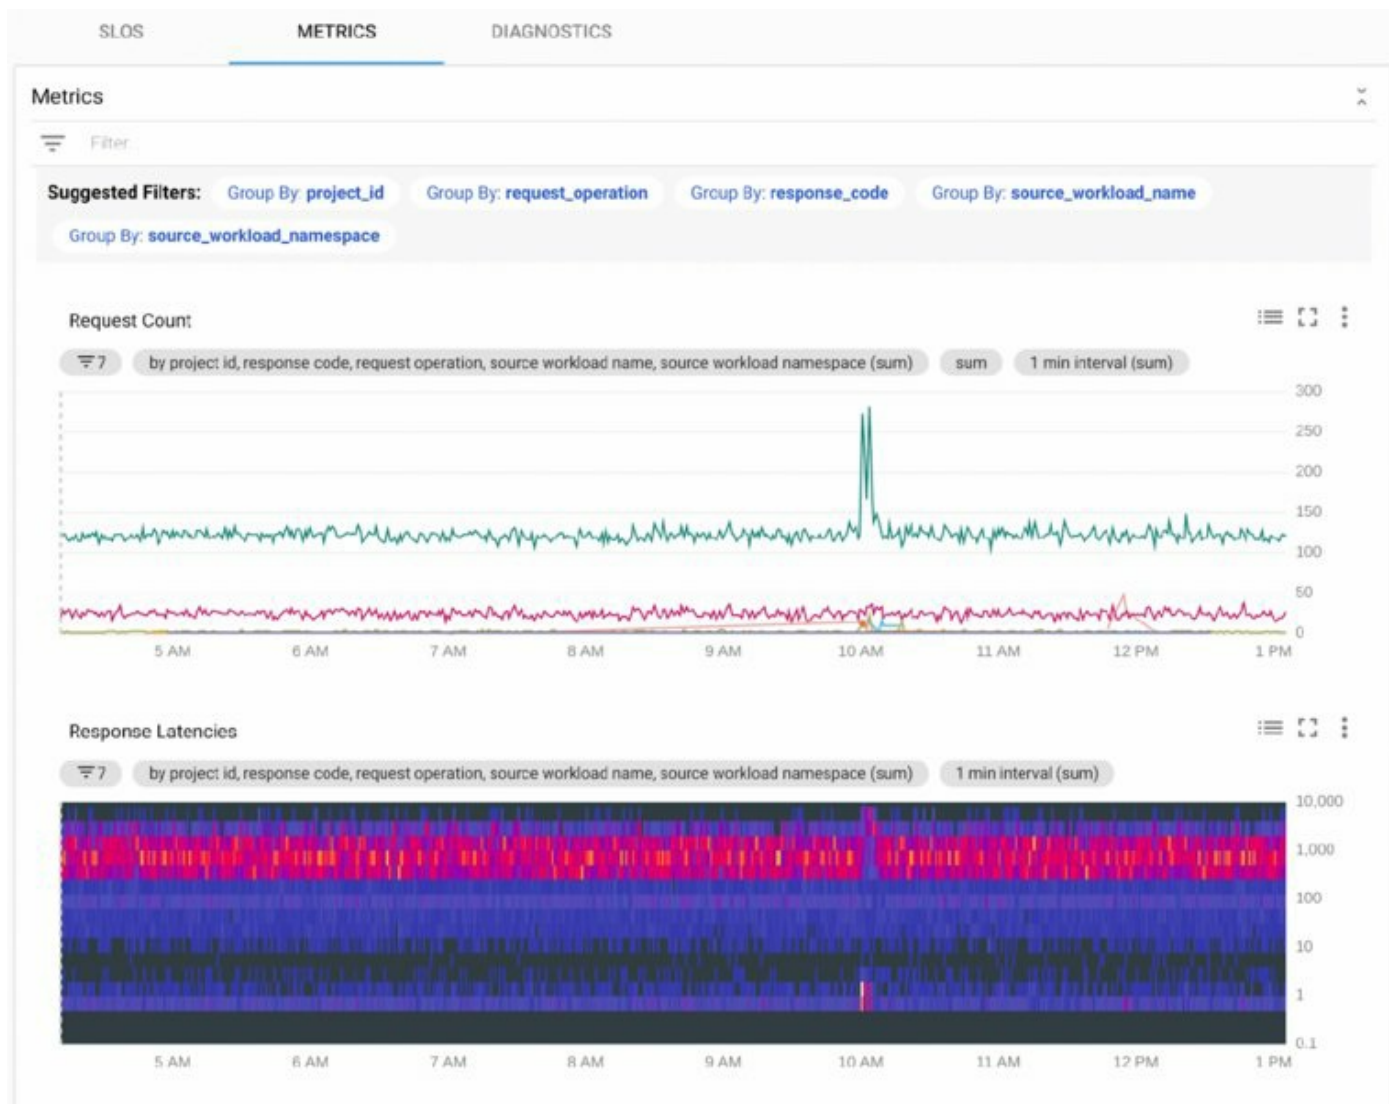 SLOS METRICS DIAGNOSTICS
Metrics
Filter
Suggested Filters: Group By: project_id Group By: request_operation Group By: response_code Group By: source_workload_name
Group By: source_workload_namespace
Request Count
7 by project id, response code, request operation, source workload name, source workload namespace (sum) sum 1 min interval (sum)
300
250
200
150
100
50
0
5 AM 6 AM 7 AM 8 AM 9 AM 10 AM 11 AM 12 PM 1 PM
Response Latencies
7 by project id, response code, request operation, source workload name, source workload namespace (sum) 1 min interval (sum)
10,000
1,000
100
10
1
0.1
5 AM 6 AM 7 AM 8 AM 9 AM 10 AM 11 AM 12 PM 1 PM